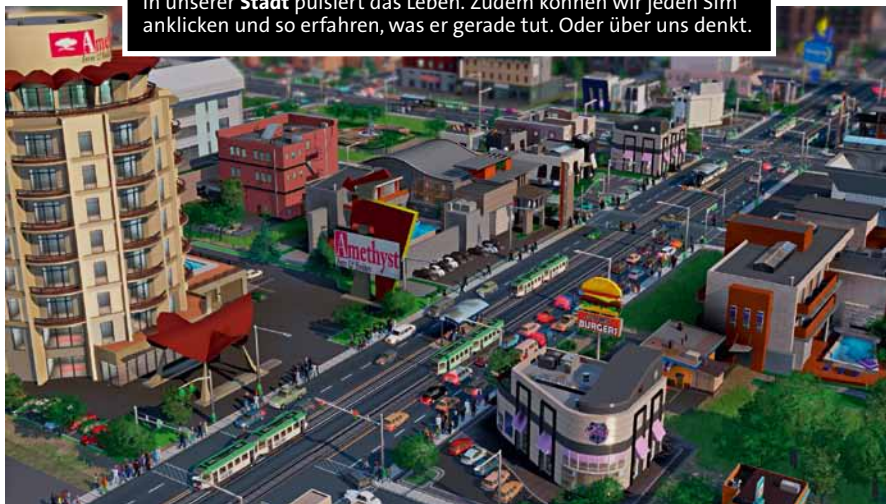 In unserer Stadt pulsiert das Leben. Zudem können wir jeden Sim
anklicken und so erfahren, was er gerade tut. Oder über uns denkt.
Ame
Amethyst
BURGERS